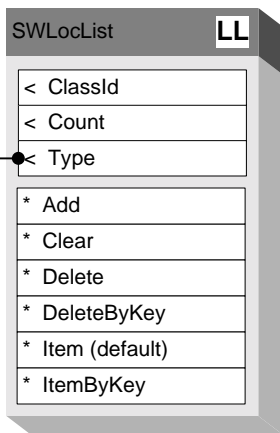 SWLocList LL
< ClassId
< Count
< Type
* Add
* Clear
* Delete
* DeleteByKey
* Item (default)
* ItemByKey